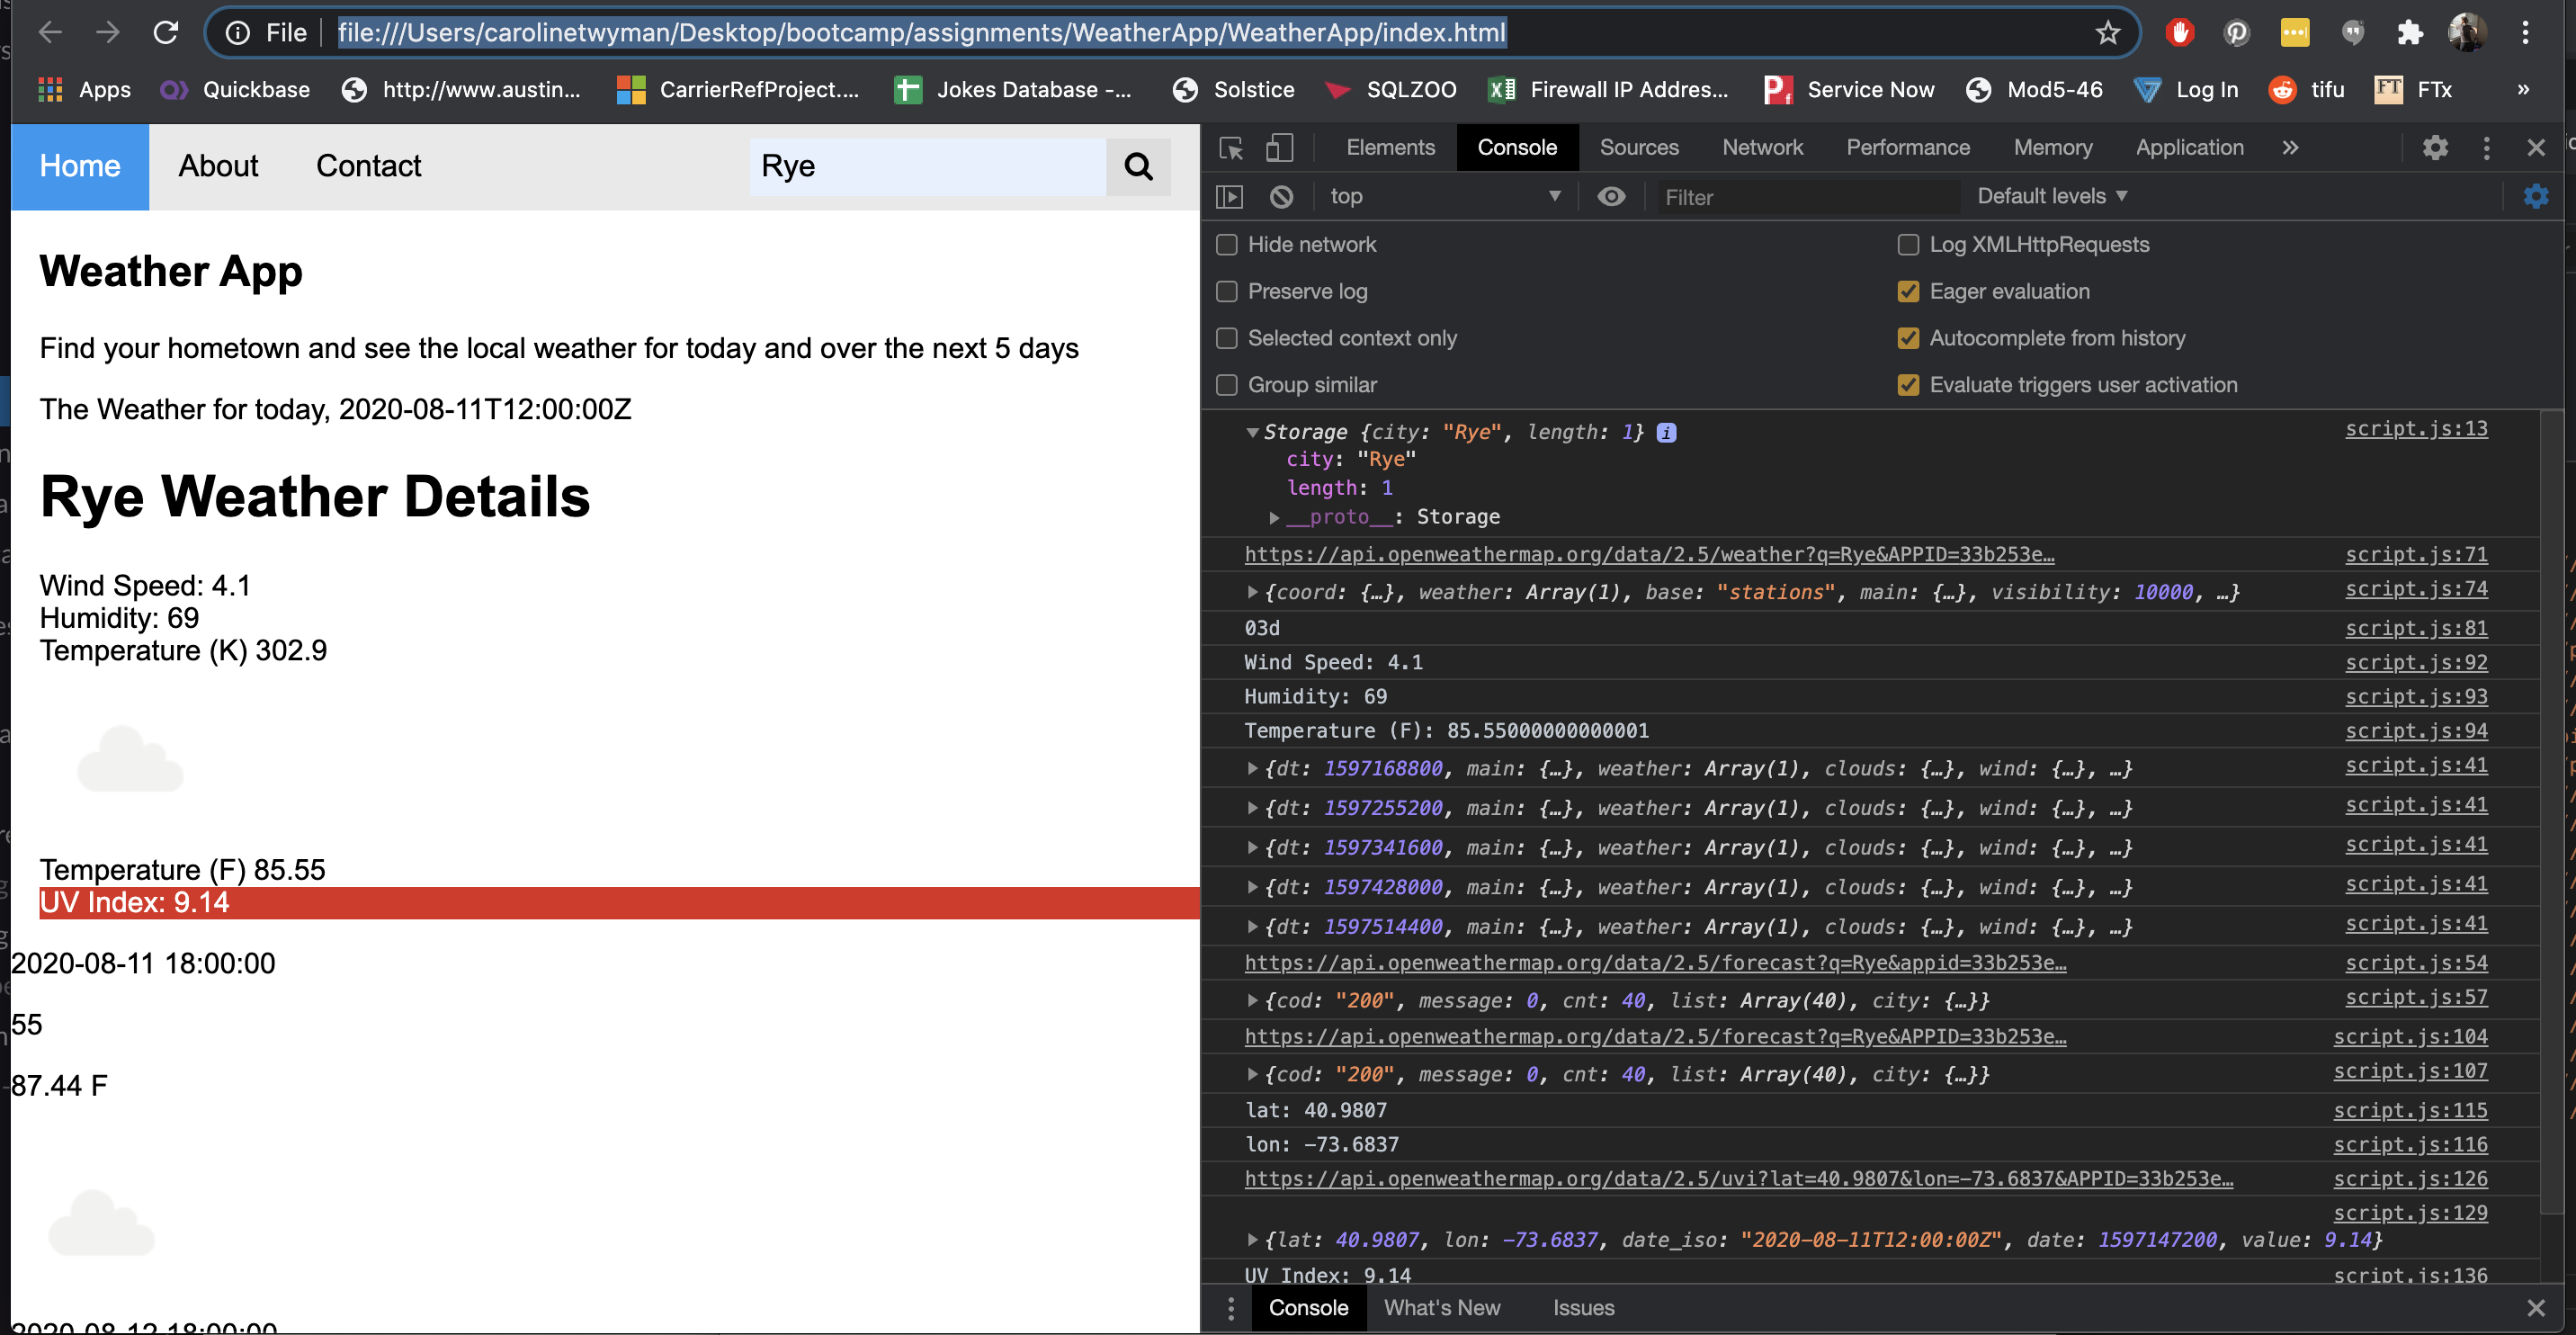 File file:///Users/carolinetwyman/Desktop/bootcamp/assignments/WeatherApp/WeatherApp/index.html
Apps Quickbase http://www.austin... CarrierRefProject.... Jokes Database -... Solstice SQLZOO Firewall IP Addres... Service Now Mod5-46 Log In tifu FTx »
Home About Contact Rye
Weather App
Find your hometown and see the local weather for today and over the next 5 days
The Weather for today, 2020-08-11T12:00:00Z
Rye Weather Details
Wind Speed: 4.1
Humidity: 69
Temperature (K) 302.9
Temperature (F) 85.55
UV Index: 9.14
2020-08-11 18:00:00
55
87.44 F
2020-08-12 18:00:00
Elements Console Sources Network Performance Memory Application »
top Filter Default levels
Hide network Log XMLHttpRequests
Preserve log Eager evaluation
Selected context only Autocomplete from history
Group similar Evaluate triggers user activation
Storage {city: "Rye", length: 1} i script.js:13
city: "Rye"
length: 1
__proto__: Storage
https://api.openweathermap.org/data/2.5/weather?q=Rye&APPID=33b253e… script.js:71
{coord: {…}, weather: Array(1), base: "stations", main: {…}, visibility: 10000, …} script.js:74
03d script.js:81
Wind Speed: 4.1 script.js:92
Humidity: 69 script.js:93
Temperature (F): 85.55000000000001 script.js:94
{dt: 1597168800, main: {…}, weather: Array(1), clouds: {…}, wind: {…}, …} script.js:41
{dt: 1597255200, main: {…}, weather: Array(1), clouds: {…}, wind: {…}, …} script.js:41
{dt: 1597341600, main: {…}, weather: Array(1), clouds: {…}, wind: {…}, …} script.js:41
{dt: 1597428000, main: {…}, weather: Array(1), clouds: {…}, wind: {…}, …} script.js:41
{dt: 1597514400, main: {…}, weather: Array(1), clouds: {…}, wind: {…}, …} script.js:41
https://api.openweathermap.org/data/2.5/forecast?q=Rye&appid=33b253e… script.js:54
{cod: "200", message: 0, cnt: 40, list: Array(40), city: {…}} script.js:57
https://api.openweathermap.org/data/2.5/forecast?q=Rye&APPID=33b253e… script.js:104
{cod: "200", message: 0, cnt: 40, list: Array(40), city: {…}} script.js:107
lat: 40.9807 script.js:115
lon: -73.6837 script.js:116
https://api.openweathermap.org/data/2.5/uvi?lat=40.9807&lon=-73.6837&APPID=33b253e… script.js:126
script.js:129
{lat: 40.9807, lon: -73.6837, date_iso: "2020-08-11T12:00:00Z", date: 1597147200, value: 9.14}
UV Index: 9.14 script.js:136
Console What's New Issues